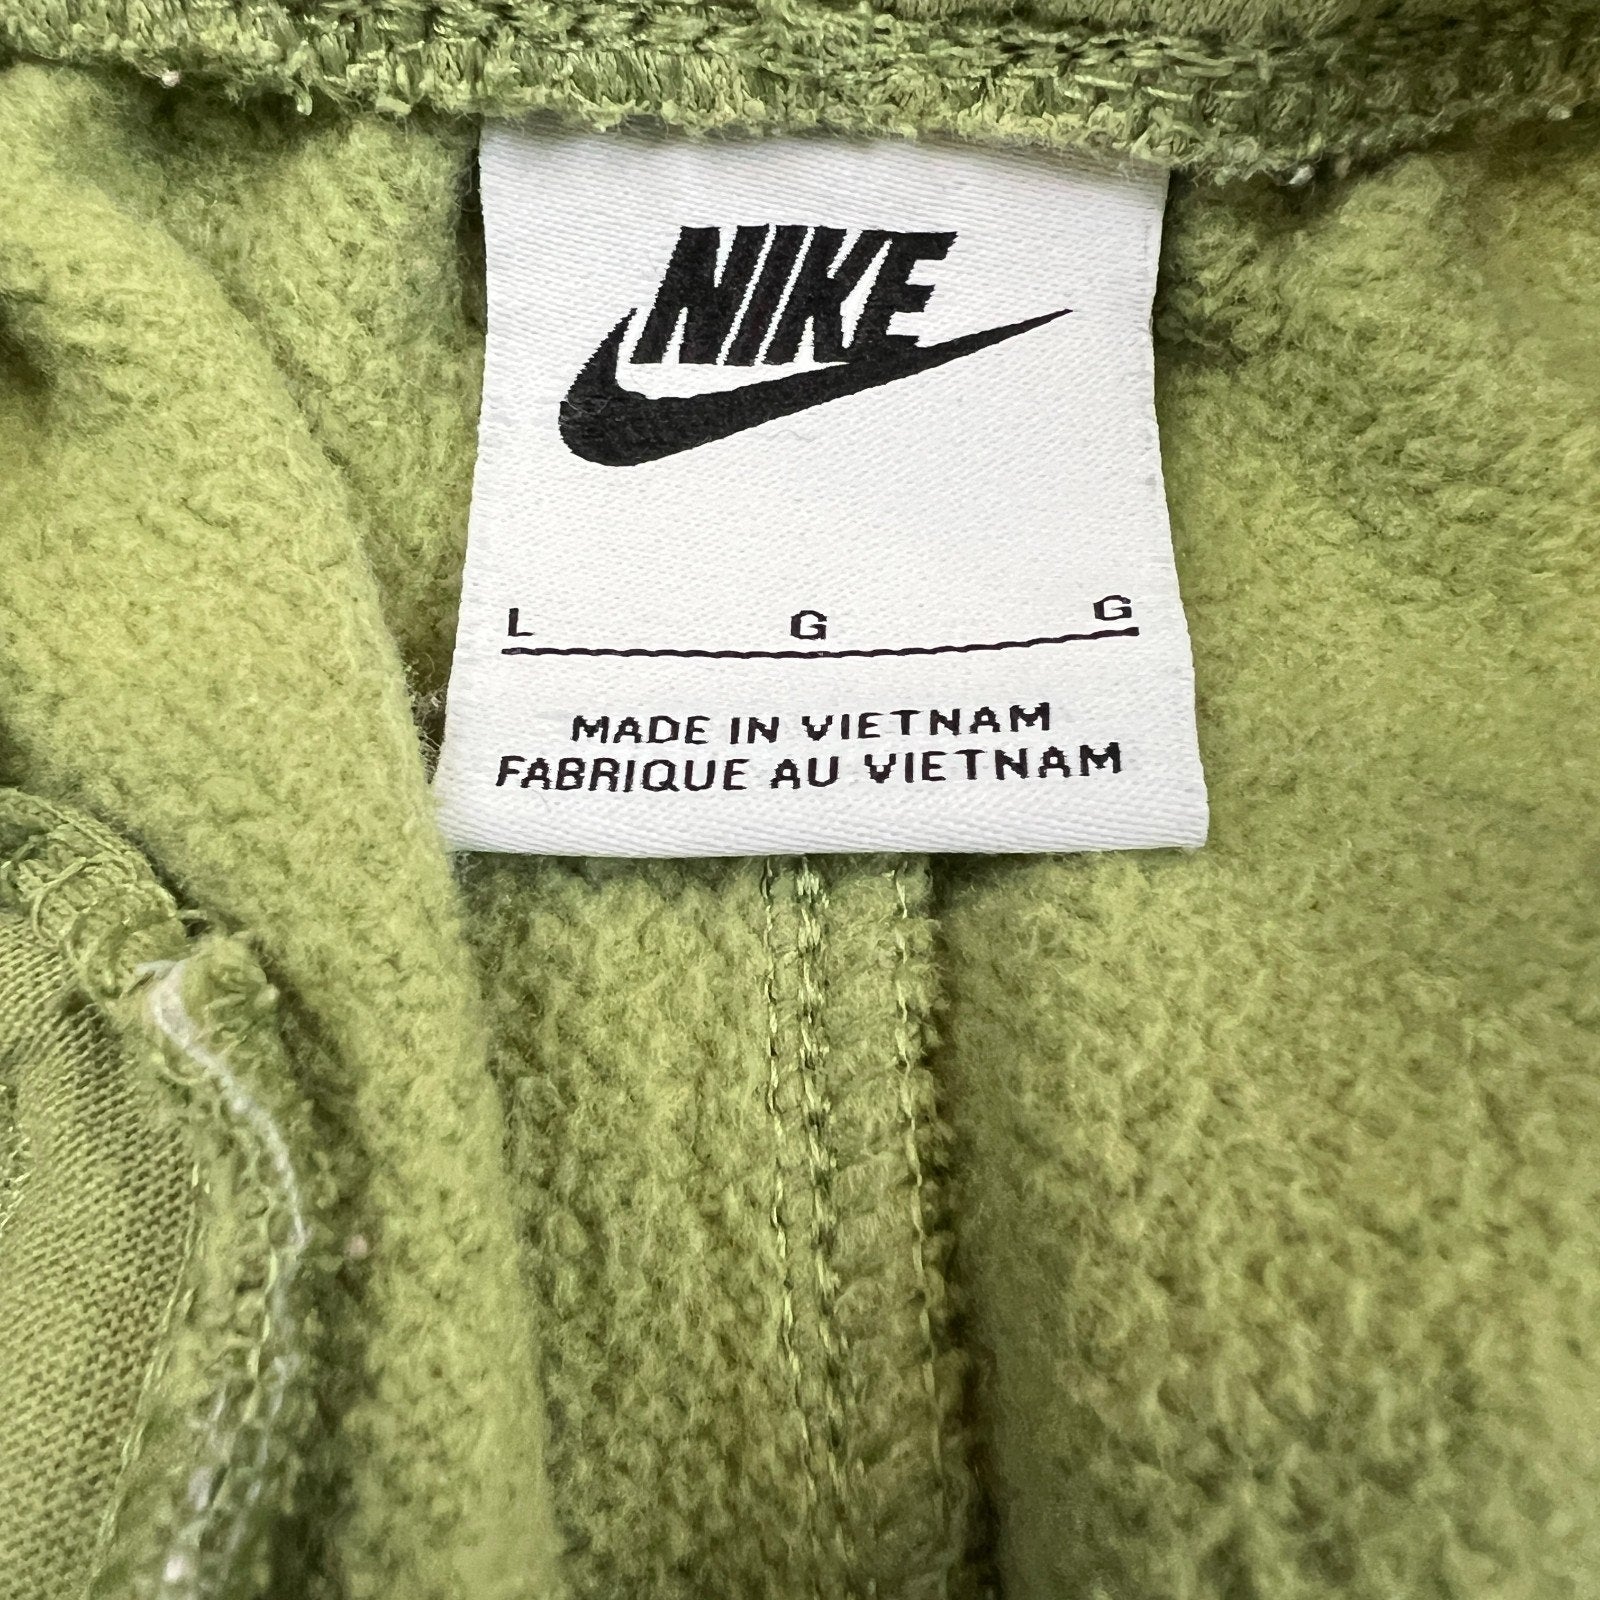 NIKE
L G G
MADE IN VIETNAM
FABRIQUE AU VIETNAM